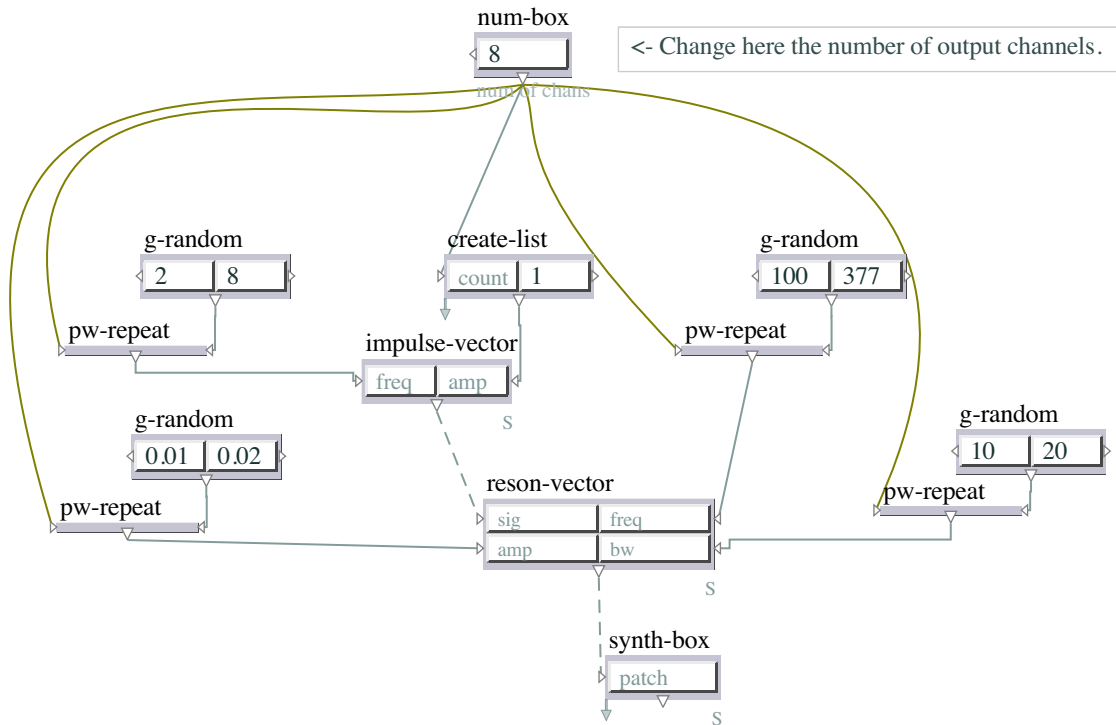 num-box
8
<- Change here the number of output channels.
num of chans
g-random
2 8
create-list
count 1
g-random
100 377
pw-repeat
pw-repeat
impulse-vector
freq amp
S
g-random
0.01 0.02
g-random
10 20
reson-vector
pw-repeat
pw-repeat
sig freq
amp bw
S
synth-box
patch
S